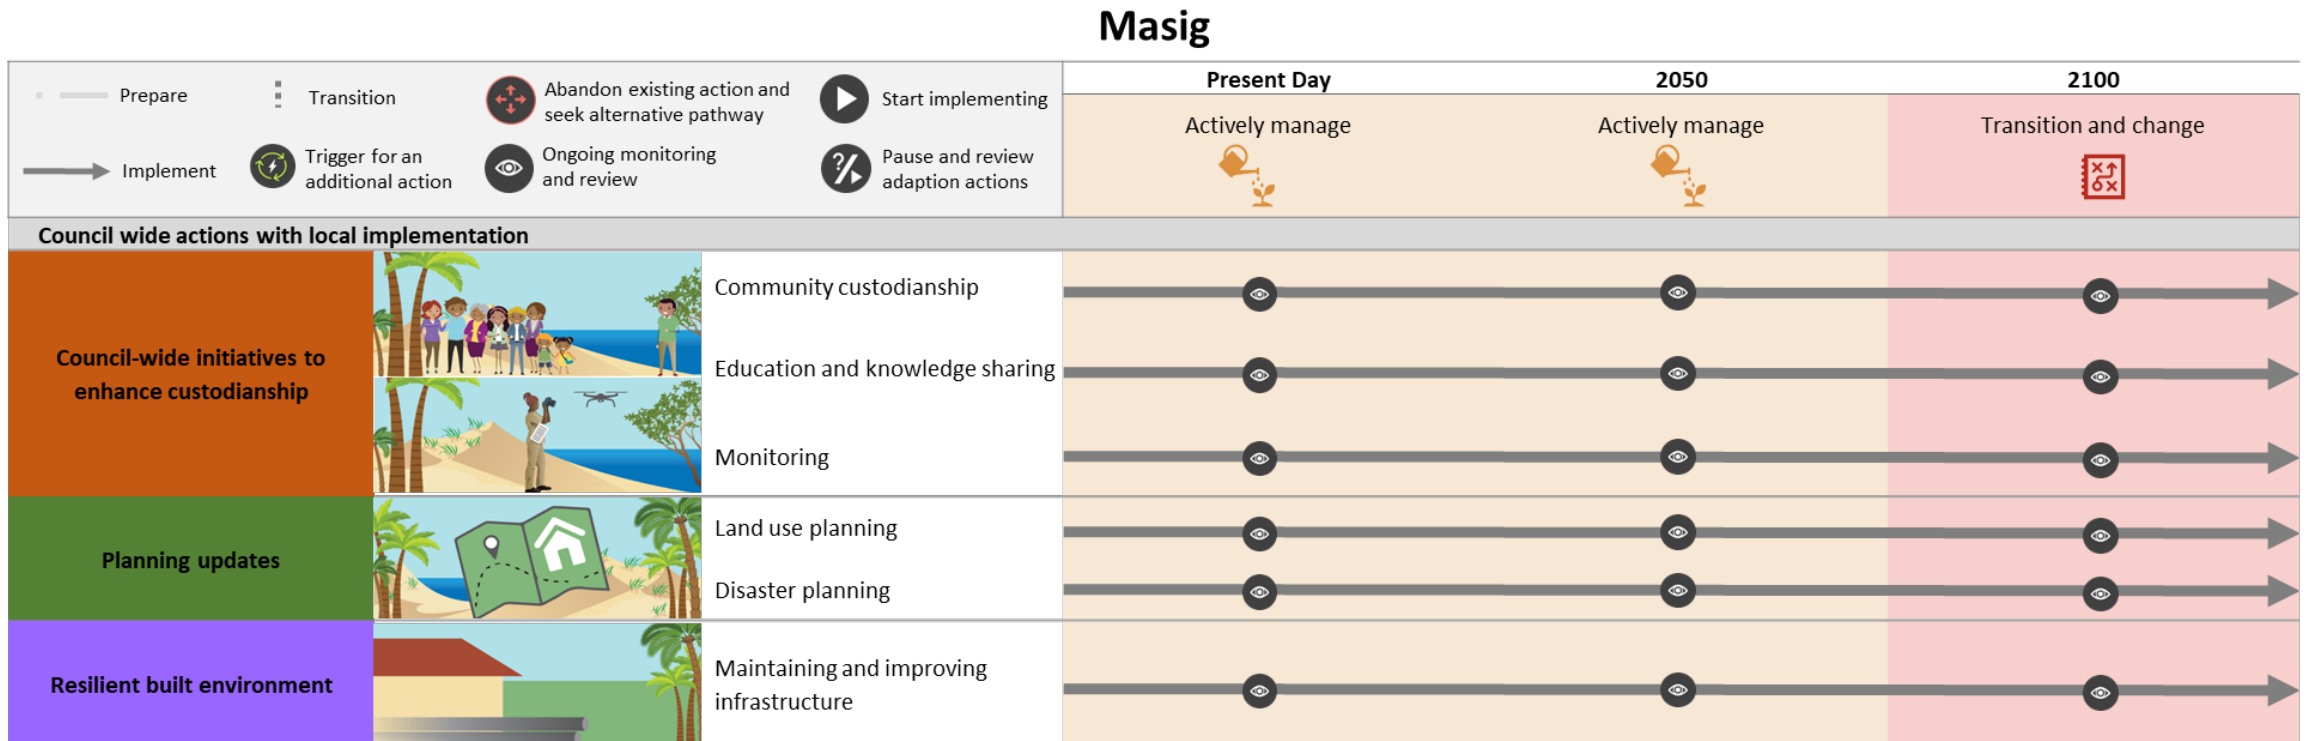 Masig
Prepare
Transition
Abandon existing action and
seek alternative pathway
Start implementing
Implement
Trigger for an
additional action
Ongoing monitoring
and review
Pause and review
adaption actions
Present Day
2050
2100
Actively manage
Actively manage
Transition and change
Council wide actions with local implementation
Council-wide initiatives to
enhance custodianship
Community custodianship
Education and knowledge sharing
Monitoring
Planning updates
Land use planning
Disaster planning
Resilient built environment
Maintaining and improving
infrastructure